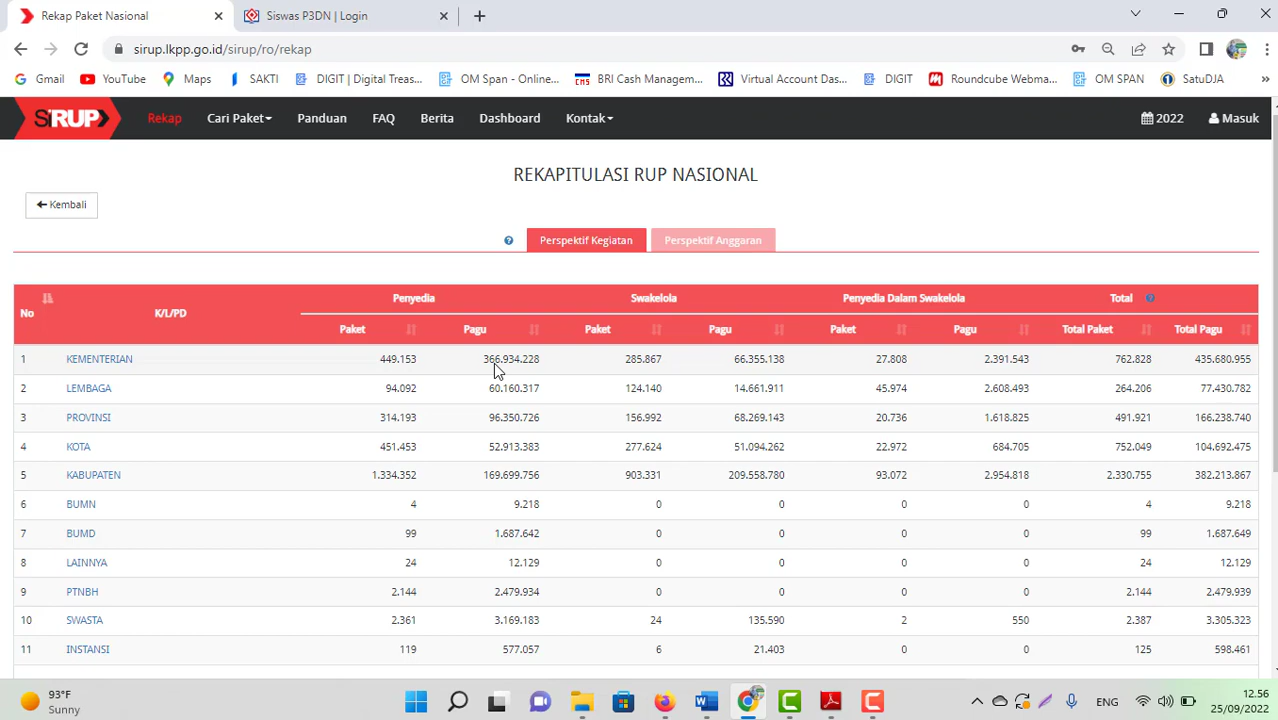 Rekap Paket Nasional
Siswas P3DN | Login
sirup.lkpp.go.id/sirup/ro/rekap
Gmail YouTube Maps SAKTI DIGIT | Digital Treas... OM Span - Online... BRI Cash Managem... Virtual Account Das... DIGIT Roundcube Webma... OM SPAN SatuDJA »
SiRUP Rekap Cari Paket Panduan FAQ Berita Dashboard Kontak 2022 Masuk
REKAPITULASI RUP NASIONAL
Kembali
Perspektif Kegiatan Perspektif Anggaran
No K/L/PD Penyedia Swakelola Penyedia Dalam Swakelola Total
Paket Pagu Paket Pagu Paket Pagu Total Paket Total Pagu
1 KEMENTERIAN 449.153 366.934.228 285.867 66.355.138 27.808 2.391.543 762.828 435.680.955
2 LEMBAGA 94.092 60.160.317 124.140 14.661.911 45.974 2.608.493 264.206 77.430.782
3 PROVINSI 314.193 96.350.726 156.992 68.269.143 20.736 1.618.825 491.921 166.238.740
4 KOTA 451.453 52.913.383 277.624 51.094.262 22.972 684.705 752.049 104.692.475
5 KABUPATEN 1.334.352 169.699.756 903.331 209.558.780 93.072 2.954.818 2.330.755 382.213.867
6 BUMN 4 9.218 0 0 0 0 4 9.218
7 BUMD 99 1.687.642 0 0 0 0 99 1.687.649
8 LAINNYA 24 12.129 0 0 0 0 24 12.129
9 PTNBH 2.144 2.479.934 0 0 0 0 2.144 2.479.939
10 SWASTA 2.361 3.169.183 24 135.590 2 550 2.387 3.305.323
11 INSTANSI 119 577.057 6 21.403 0 0 125 598.461
93°F
Sunny
ENG
12.56
25/09/2022